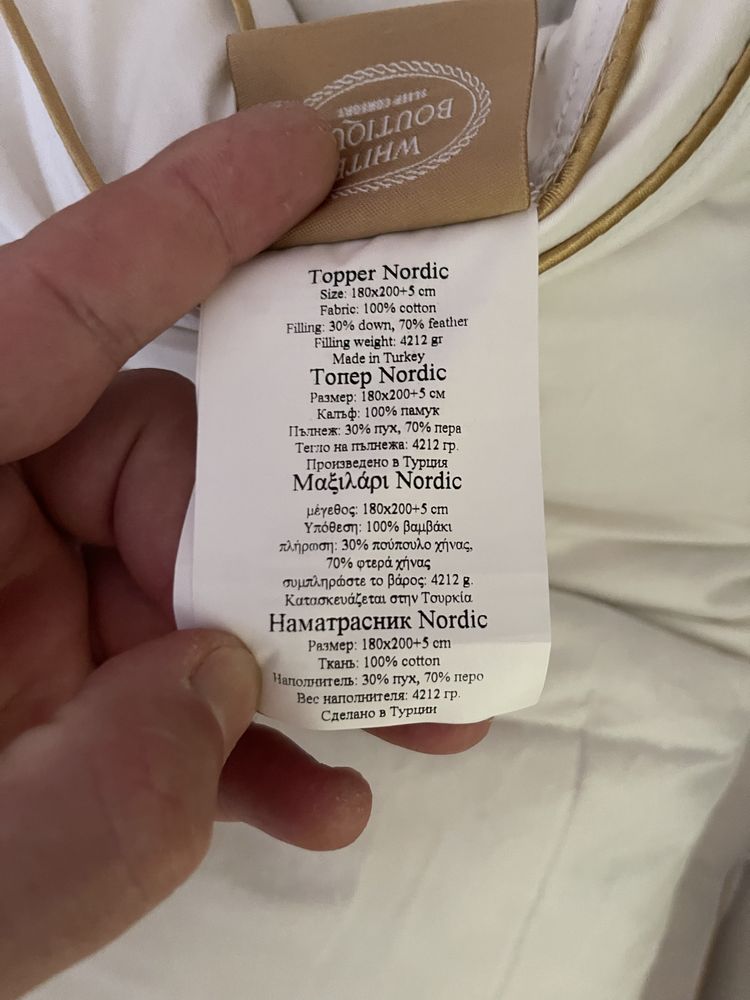 WHITE
BOUTIQU
SLEEP COMFORT
Topper Nordic
Size: 180x200+5 cm
Fabric: 100% cotton
Filling: 30% down, 70% feather
Filling weight: 4212 gr
Made in Turkey
Топер Nordic
Размер: 180x200+5 см
Калъф: 100% памук
Пълнеж: 30% пух, 70% пера
Тегло на пълнежа: 4212 гр.
Произведено в Турция
Μαξιλάρι Nordic
μέγεθος: 180x200+5 cm
Υπόθεση: 100% βαμβάκι
πλήρωση: 30% πούπουλο χήνας,
70% φτερά χήνας
συμπληράστε το βάρος: 4212 g.
Κατασκευάζεται στην Τουρκία
Наматрасник Nordic
Размер: 180x200+5 cm
Ткань: 100% cotton
Наполнитель: 30% пух, 70% перо
Вес наполнителя: 4212 гр.
Сделано в Турции